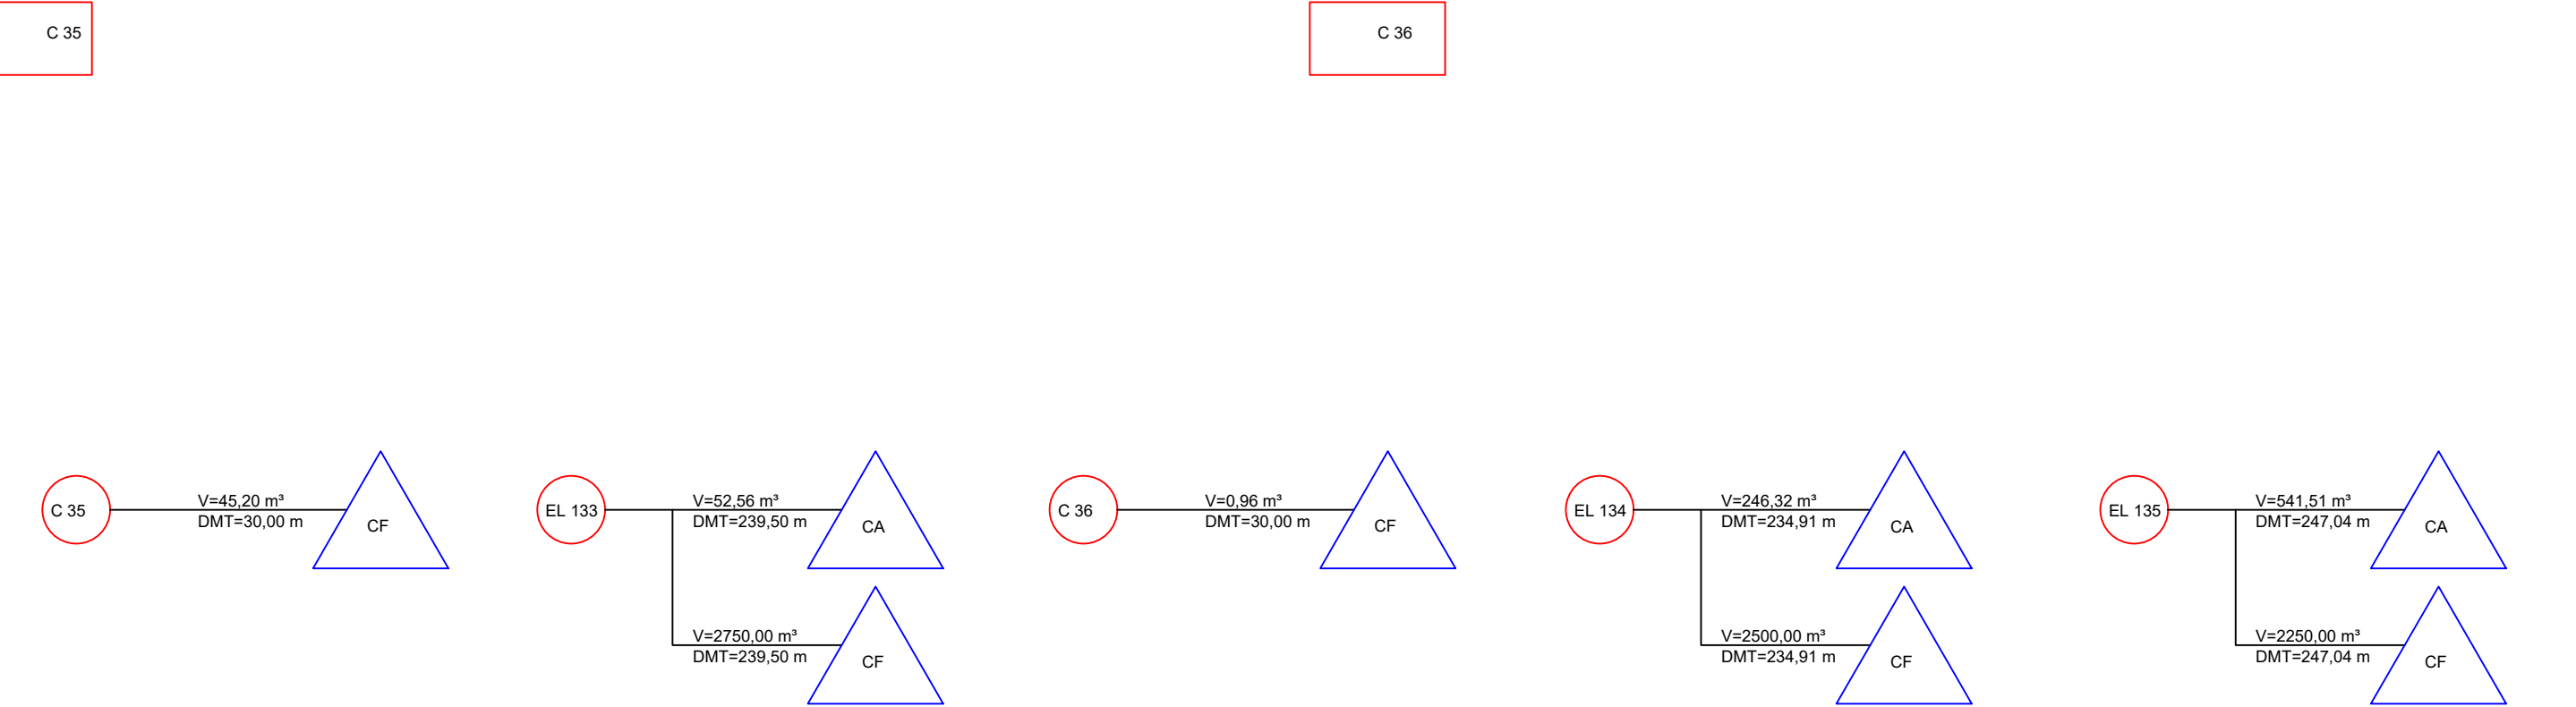 C 35
C 36
C 35
V=45,20 m³
DMT=30,00 m
CF
EL 133
V=52,56 m³
DMT=239,50 m
CA
V=2750,00 m³
DMT=239,50 m
CF
C 36
V=0,96 m³
DMT=30,00 m
CF
EL 134
V=246,32 m³
DMT=234,91 m
CA
V=2500,00 m³
DMT=234,91 m
CF
EL 135
V=541,51 m³
DMT=247,04 m
CA
V=2250,00 m³
DMT=247,04 m
CF